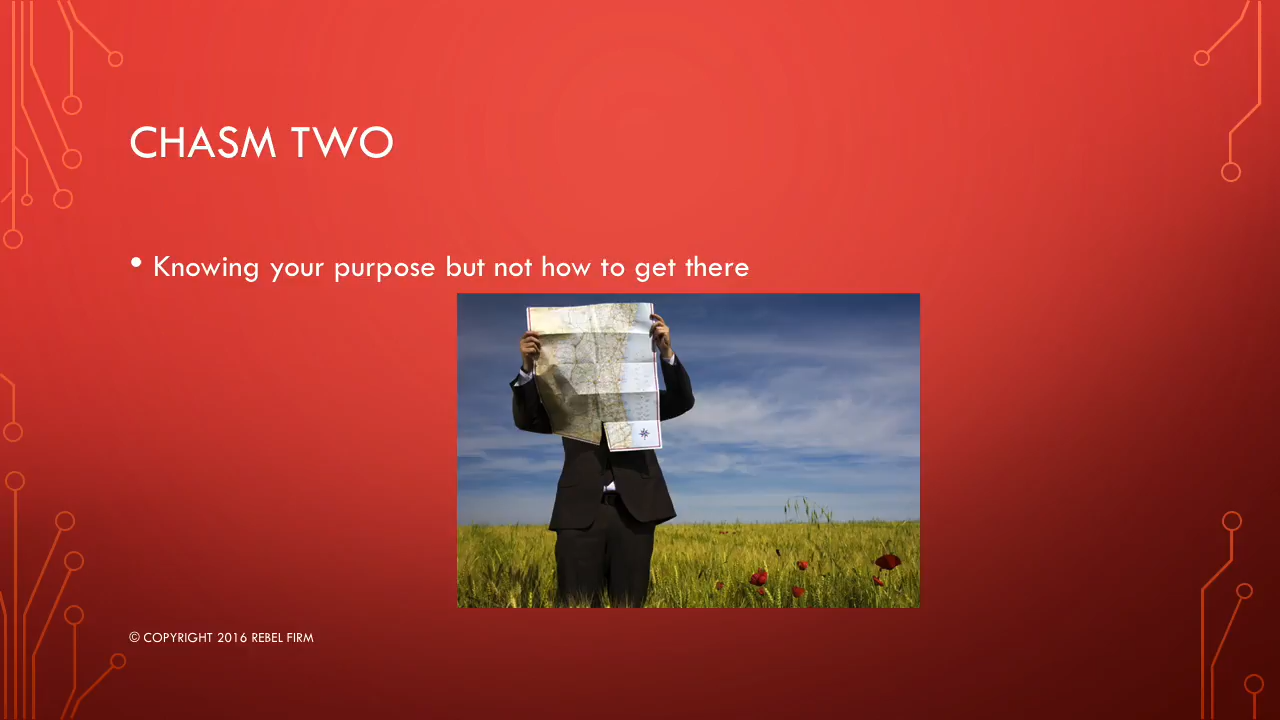 CHASM TWO
• Knowing your purpose but not how to get there
© COPYRIGHT 2016 REBEL FIRM